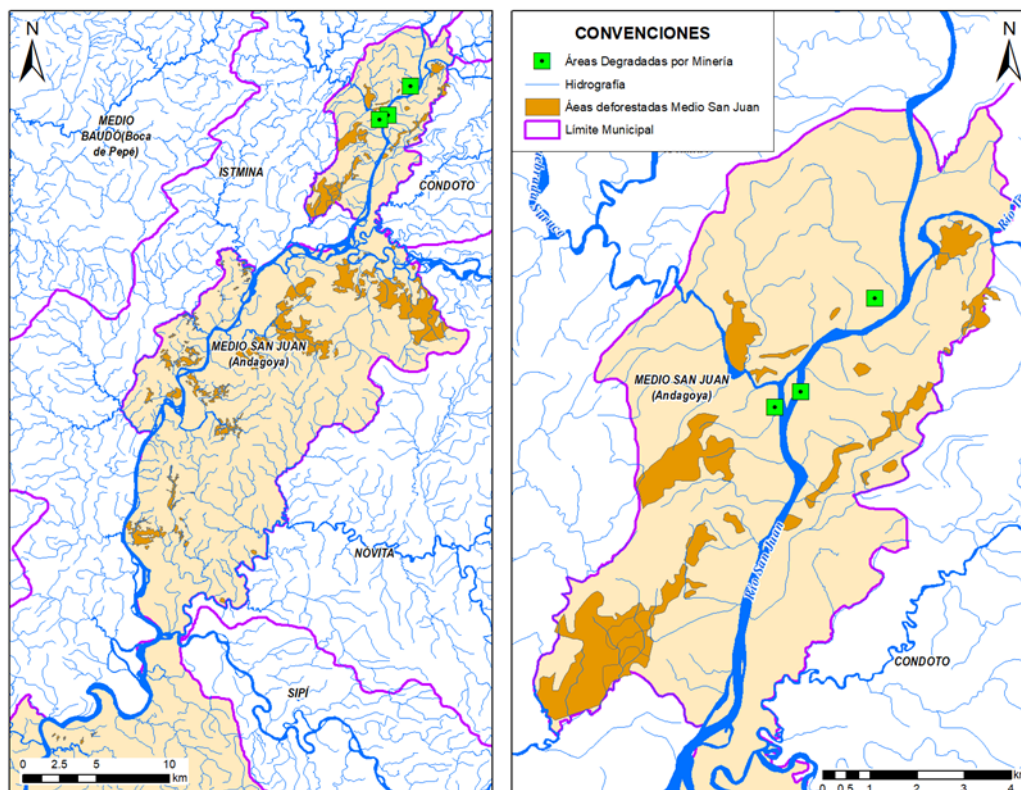 N
MEDIO
BAUDÓ(Boca
de Pepé)
ISTMINA
CONDOTO
MEDIO SAN JUAN
(Andagoya)
NOVITA
SIPÍ
0 2.5 5 10
km
CONVENCIONES
Áreas Degradadas por Minería
Hidrografía
Áeas deforestadas Medio San Juan
Límite Municipal
N
MEDIO SAN JUAN
(Andagoya)
Río San Juan
CONDOTO
0 0.5 1 2 3 4
km